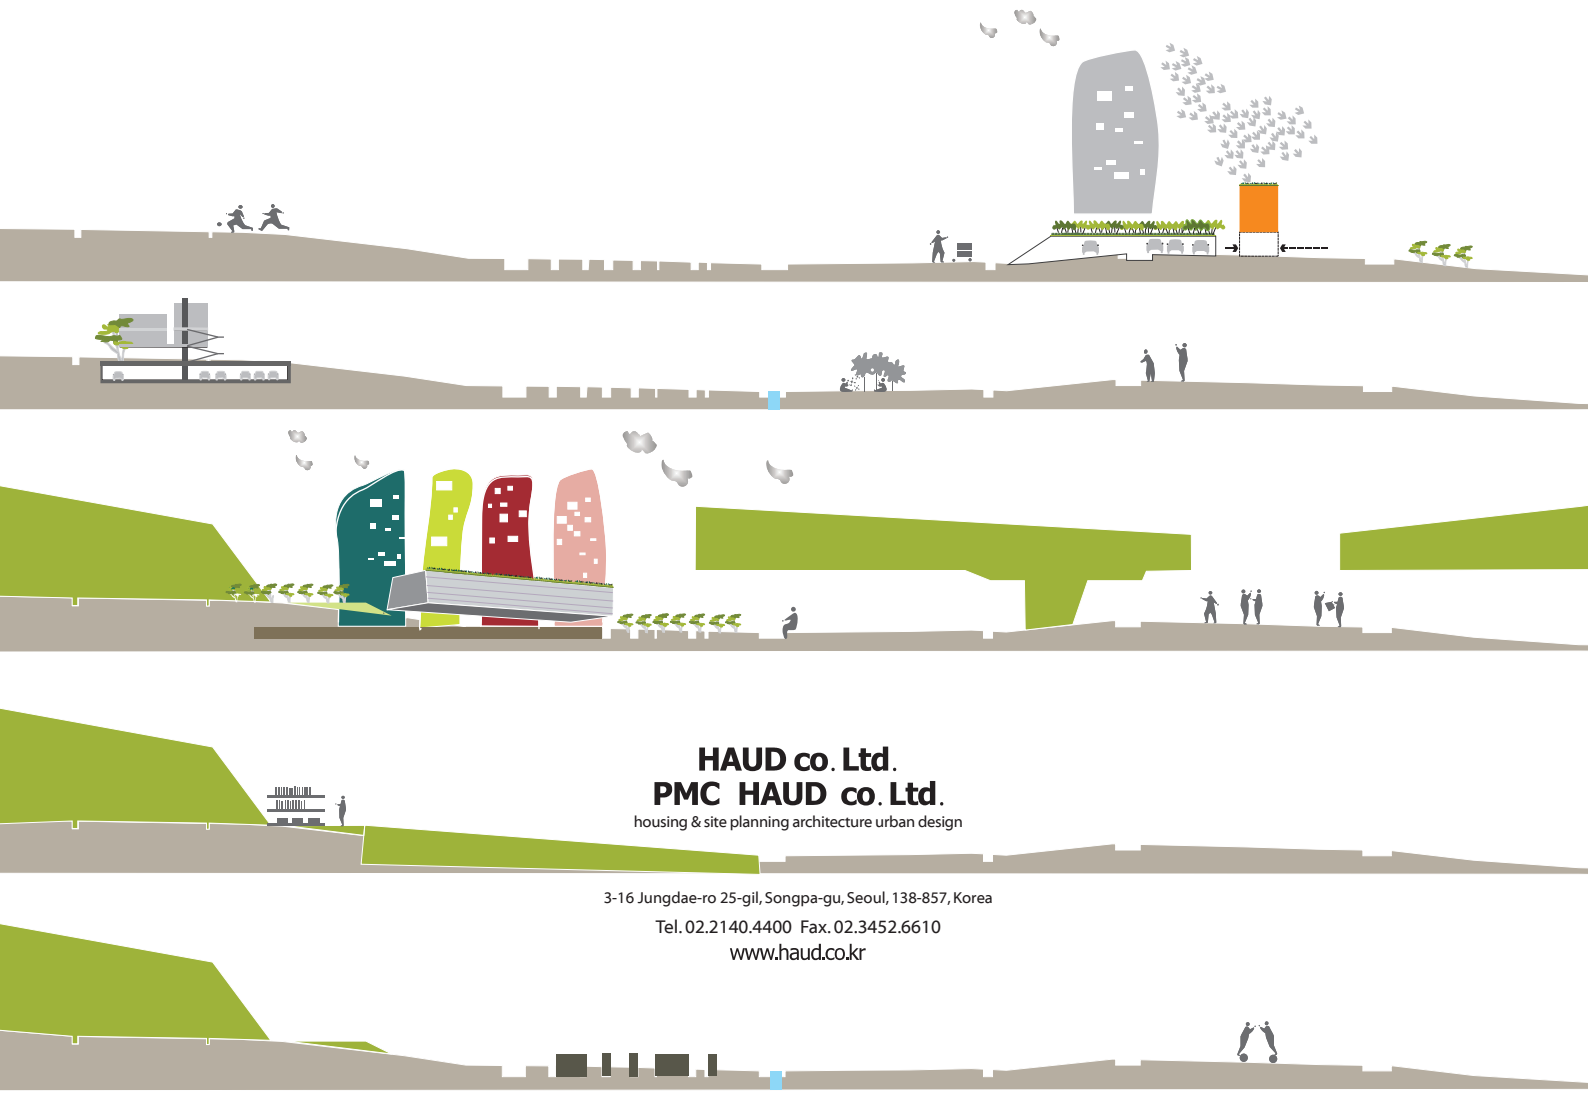 HAUD co. Ltd.
PMC HAUD co. Ltd.
housing & site planning architecture urban design
3-16 Jungdae-ro 25-gil, Songpa-gu, Seoul, 138-857, Korea
Tel. 02.2140.4400 Fax. 02.3452.6610
www.haud.co.kr